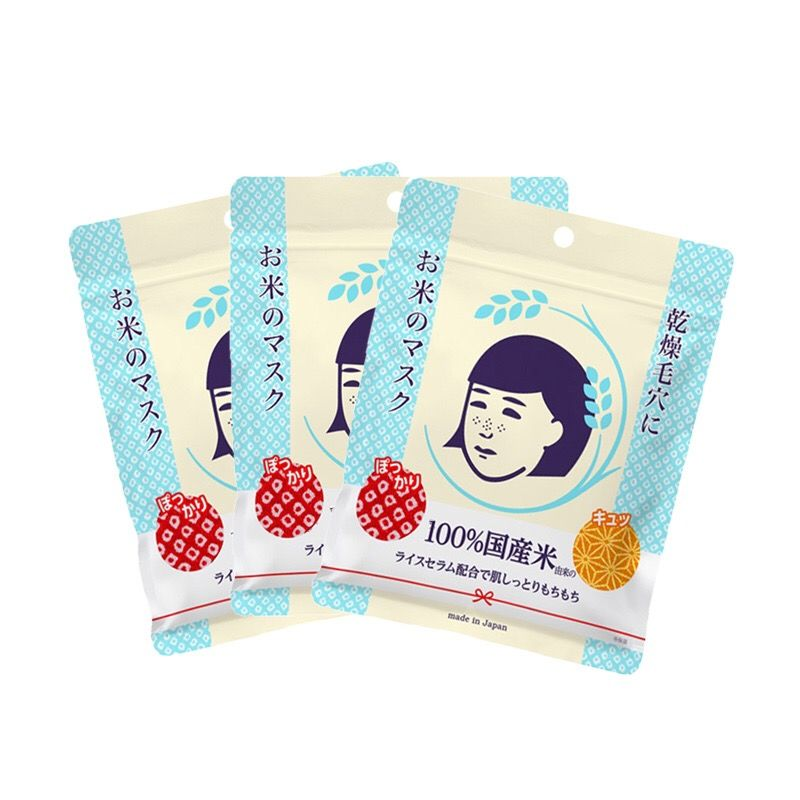 お米のマスク
ぽっかり
ライ
お米のマスク
ぽっかり
1
ライス
お米のマスク
乾燥毛穴に
ぽっかり
キュッ
100%国産米由来の
ライスセラム配合で肌しっとりもちもち
made in Japan